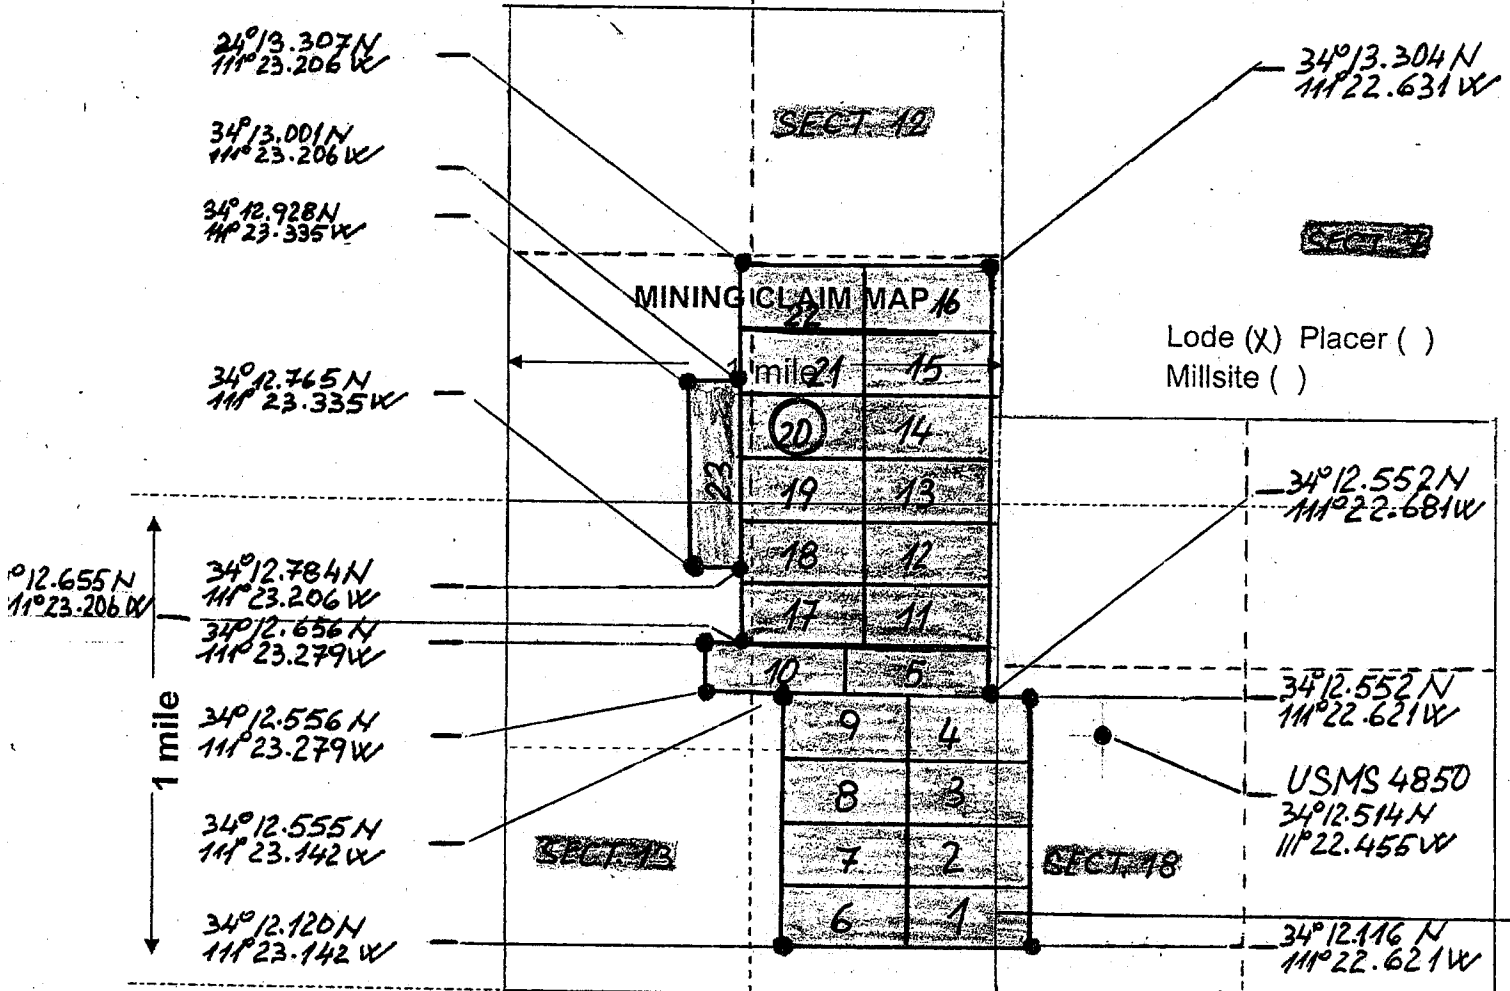 24°13.307N
111°23.206W
34°13.304N
111°22.631W
SECT. 12
34°13.001N
111°23.206W
34°12.928N
111°23.335W
SECT. 7
MINING CLAIM MAP
22
16
Lode (X) Placer ( )
Millsite ( )
1 mile
21
15
34°12.765N
111°23.335W
20
14
23
19
13
34°12.552N
111°22.681W
18
12
34°12.784N
111°23.206W
°12.655N
11°23.206W
17
11
34°12.656N
111°23.279W
10
5
34°12.552N
111°22.621W
1 mile
34°12.556N
111°23.279W
9
4
USMS 4850
34°12.514N
111°22.455W
8
3
34°12.555N
111°23.142W
SECT. 13
7
2
SECT. 18
6
1
34°12.120N
111°23.142W
34°12.116N
111°22.621W